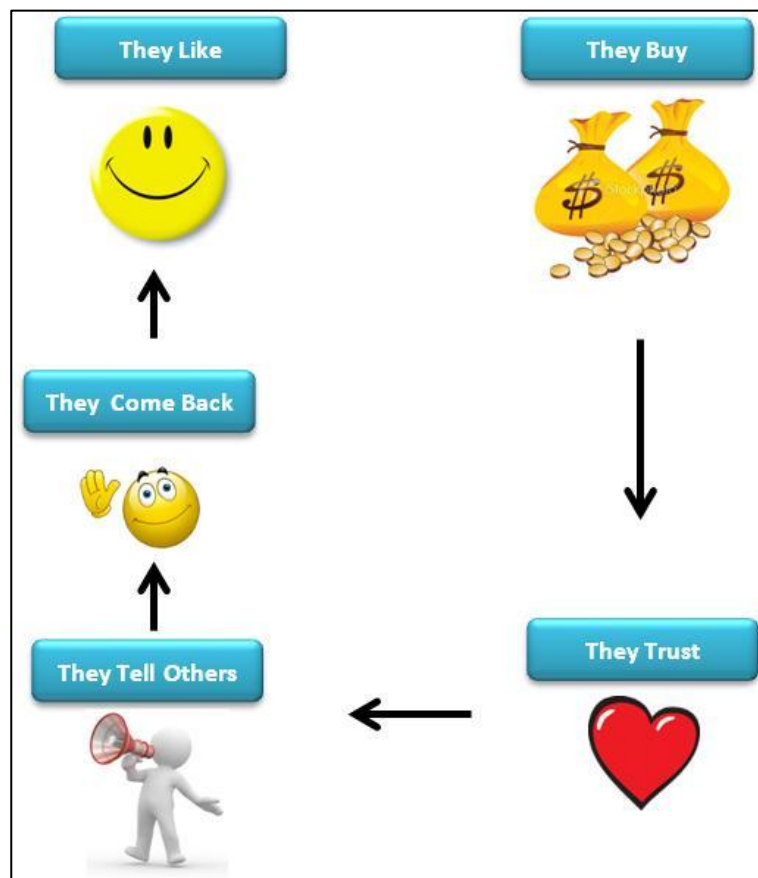 They Like
They Buy
They Come Back
They Tell Others
They Trust
$ $